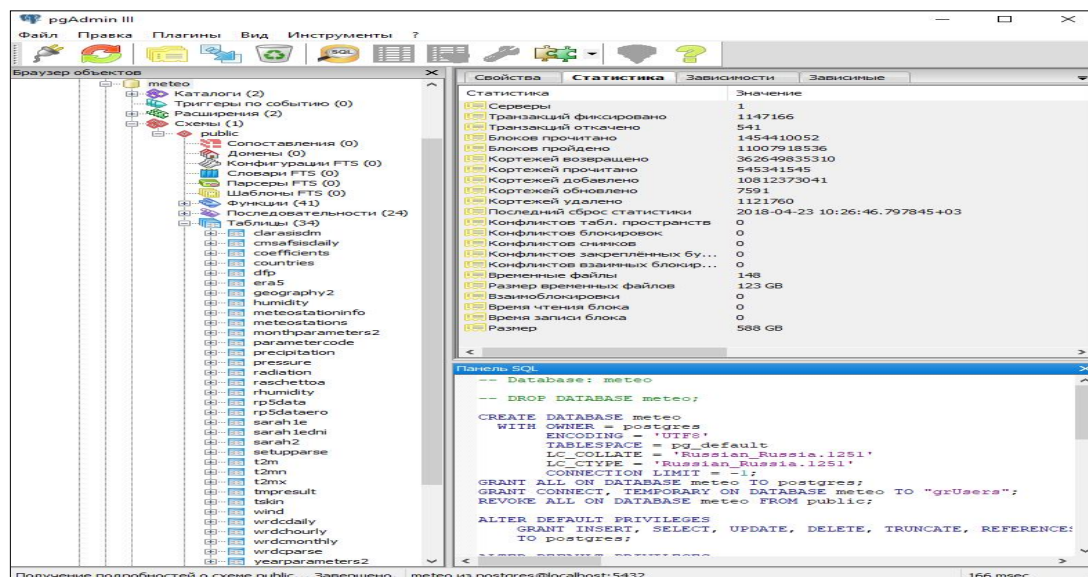 pgAdmin III
Файл Правка Плагины Вид Инструменты ?
SQL
Браузер объектов
meteo
Каталоги (2)
Триггеры по событию (0)
Расширения (2)
Схемы (1)
public
Сопоставления (0)
Домены (0)
Конфигурации FTS (0)
Словари FTS (0)
Парсеры FTS (0)
Шаблоны FTS (0)
Функции (41)
Последовательности (24)
Таблицы (34)
clarasisdm
cmsafsisdaily
coefficients
countries
dfp
era5
geography2
humidity
meteostationinfo
meteostations
monthparameters2
parametercode
precipitation
pressure
radiation
raschettoa
rhumidity
rp5data
rp5dataero
sarah1e
sarah1edni
sarah2
setupparse
t2m
t2mn
t2mx
tmpresult
tskin
wind
wrdcdaily
wrdchourly
wrdcmonthly
wrdcparse
yearparameters2
Свойства Статистика Зависимости Зависимые
Статистика Значение
Серверы 1
Транзакций фиксировано 1147166
Транзакций откачено 541
Блоков прочитано 1454410052
Блоков пройдено 11007918536
Кортежей возвращено 362649835310
Кортежей прочитано 545341545
Кортежей добавлено 10812373041
Кортежей обновлено 7591
Кортежей удалено 1121760
Последний сброс статистики 2018-04-23 10:26:46.797845+03
Конфликтов табл. пространств 0
Конфликтов блокировок 0
Конфликтов снимков 0
Конфликтов закреплённых бу... 0
Конфликтов взаимных блокир... 0
Временные файлы 148
Размер временных файлов 123 GB
Взаимоблокировки 0
Время чтения блока 0
Время записи блока 0
Размер 588 GB
Панель SQL
-- Database: meteo
-- DROP DATABASE meteo;
CREATE DATABASE meteo
WITH OWNER = postgres
ENCODING = 'UTF8'
TABLESPACE = pg_default
LC_COLLATE = 'Russian_Russia.1251'
LC_CTYPE = 'Russian_Russia.1251'
CONNECTION LIMIT = -1;
GRANT ALL ON DATABASE meteo TO postgres;
GRANT CONNECT, TEMPORARY ON DATABASE meteo TO "grUsers";
REVOKE ALL ON DATABASE meteo FROM public;
ALTER DEFAULT PRIVILEGES
GRANT INSERT, SELECT, UPDATE, DELETE, TRUNCATE, REFERENCES
TO postgres;
ALTER DEFAULT PRIVILEGES
Получение подробностей о схеме public... Завершено. meteo из postgres@localhost:5432 166 msec